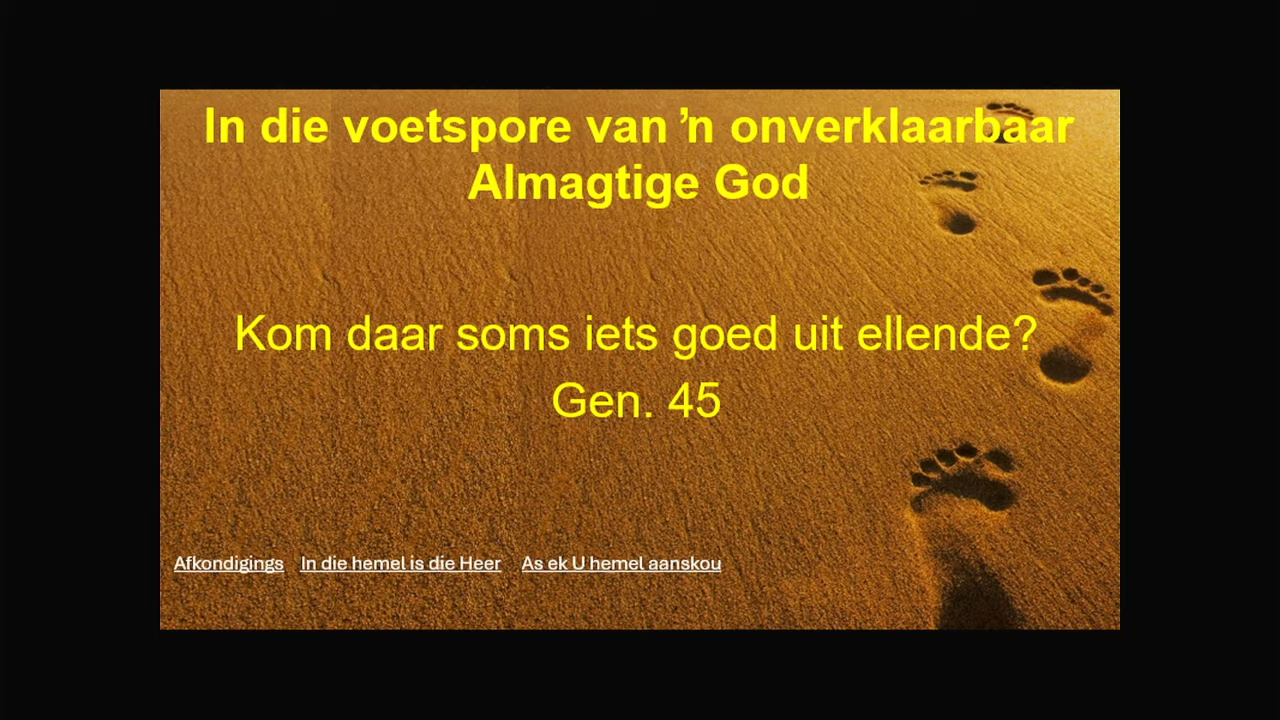 In die voetspore van ’n onverklaarbaar
Almagtige God
Kom daar soms iets goed uit ellende?
Gen. 45
Afkondigings In die hemel is die Heer As ek U hemel aanskou